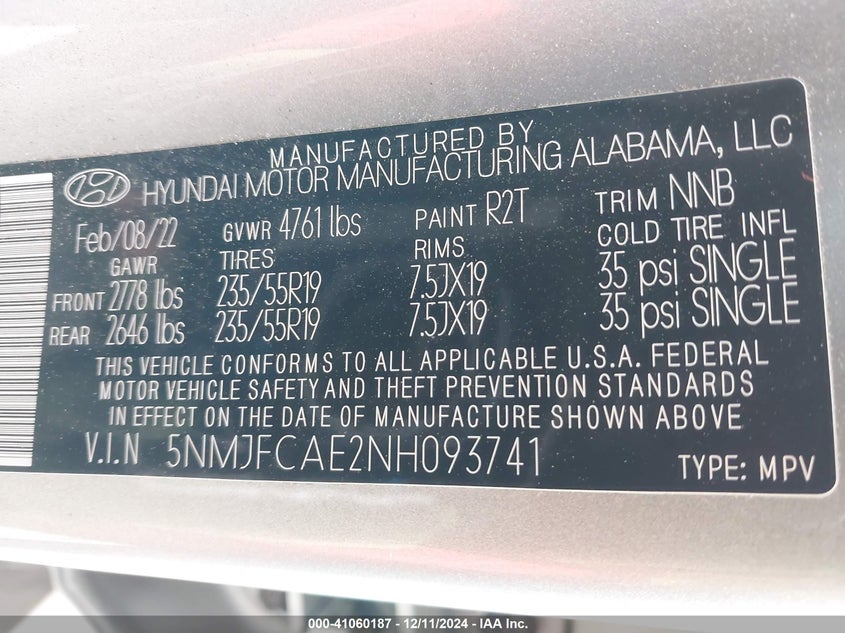 MANUFACTURED BY
HYUNDAI MOTOR MANUFACTURING ALABAMA, LLC
Feb/08/22 GVWR 4761 lbs PAINT R2T TRIM NNB
GAWR TIRES RIMS COLD TIRE INFL
FRONT 2778 lbs 235/55R19 7.5JX19 35 psi SINGLE
REAR 2646 lbs 235/55R19 7.5JX19 35 psi SINGLE
THIS VEHICLE CONFORMS TO ALL APPLICABLE U.S.A. FEDERAL
MOTOR VEHICLE SAFETY AND THEFT PREVENTION STANDARDS
IN EFFECT ON THE DATE OF MANUFACTURE SHOWN ABOVE
V.I.N 5NMJFCAE2NH093741 TYPE: MPV
000-41060187 - 12/11/2024 - IAA Inc.